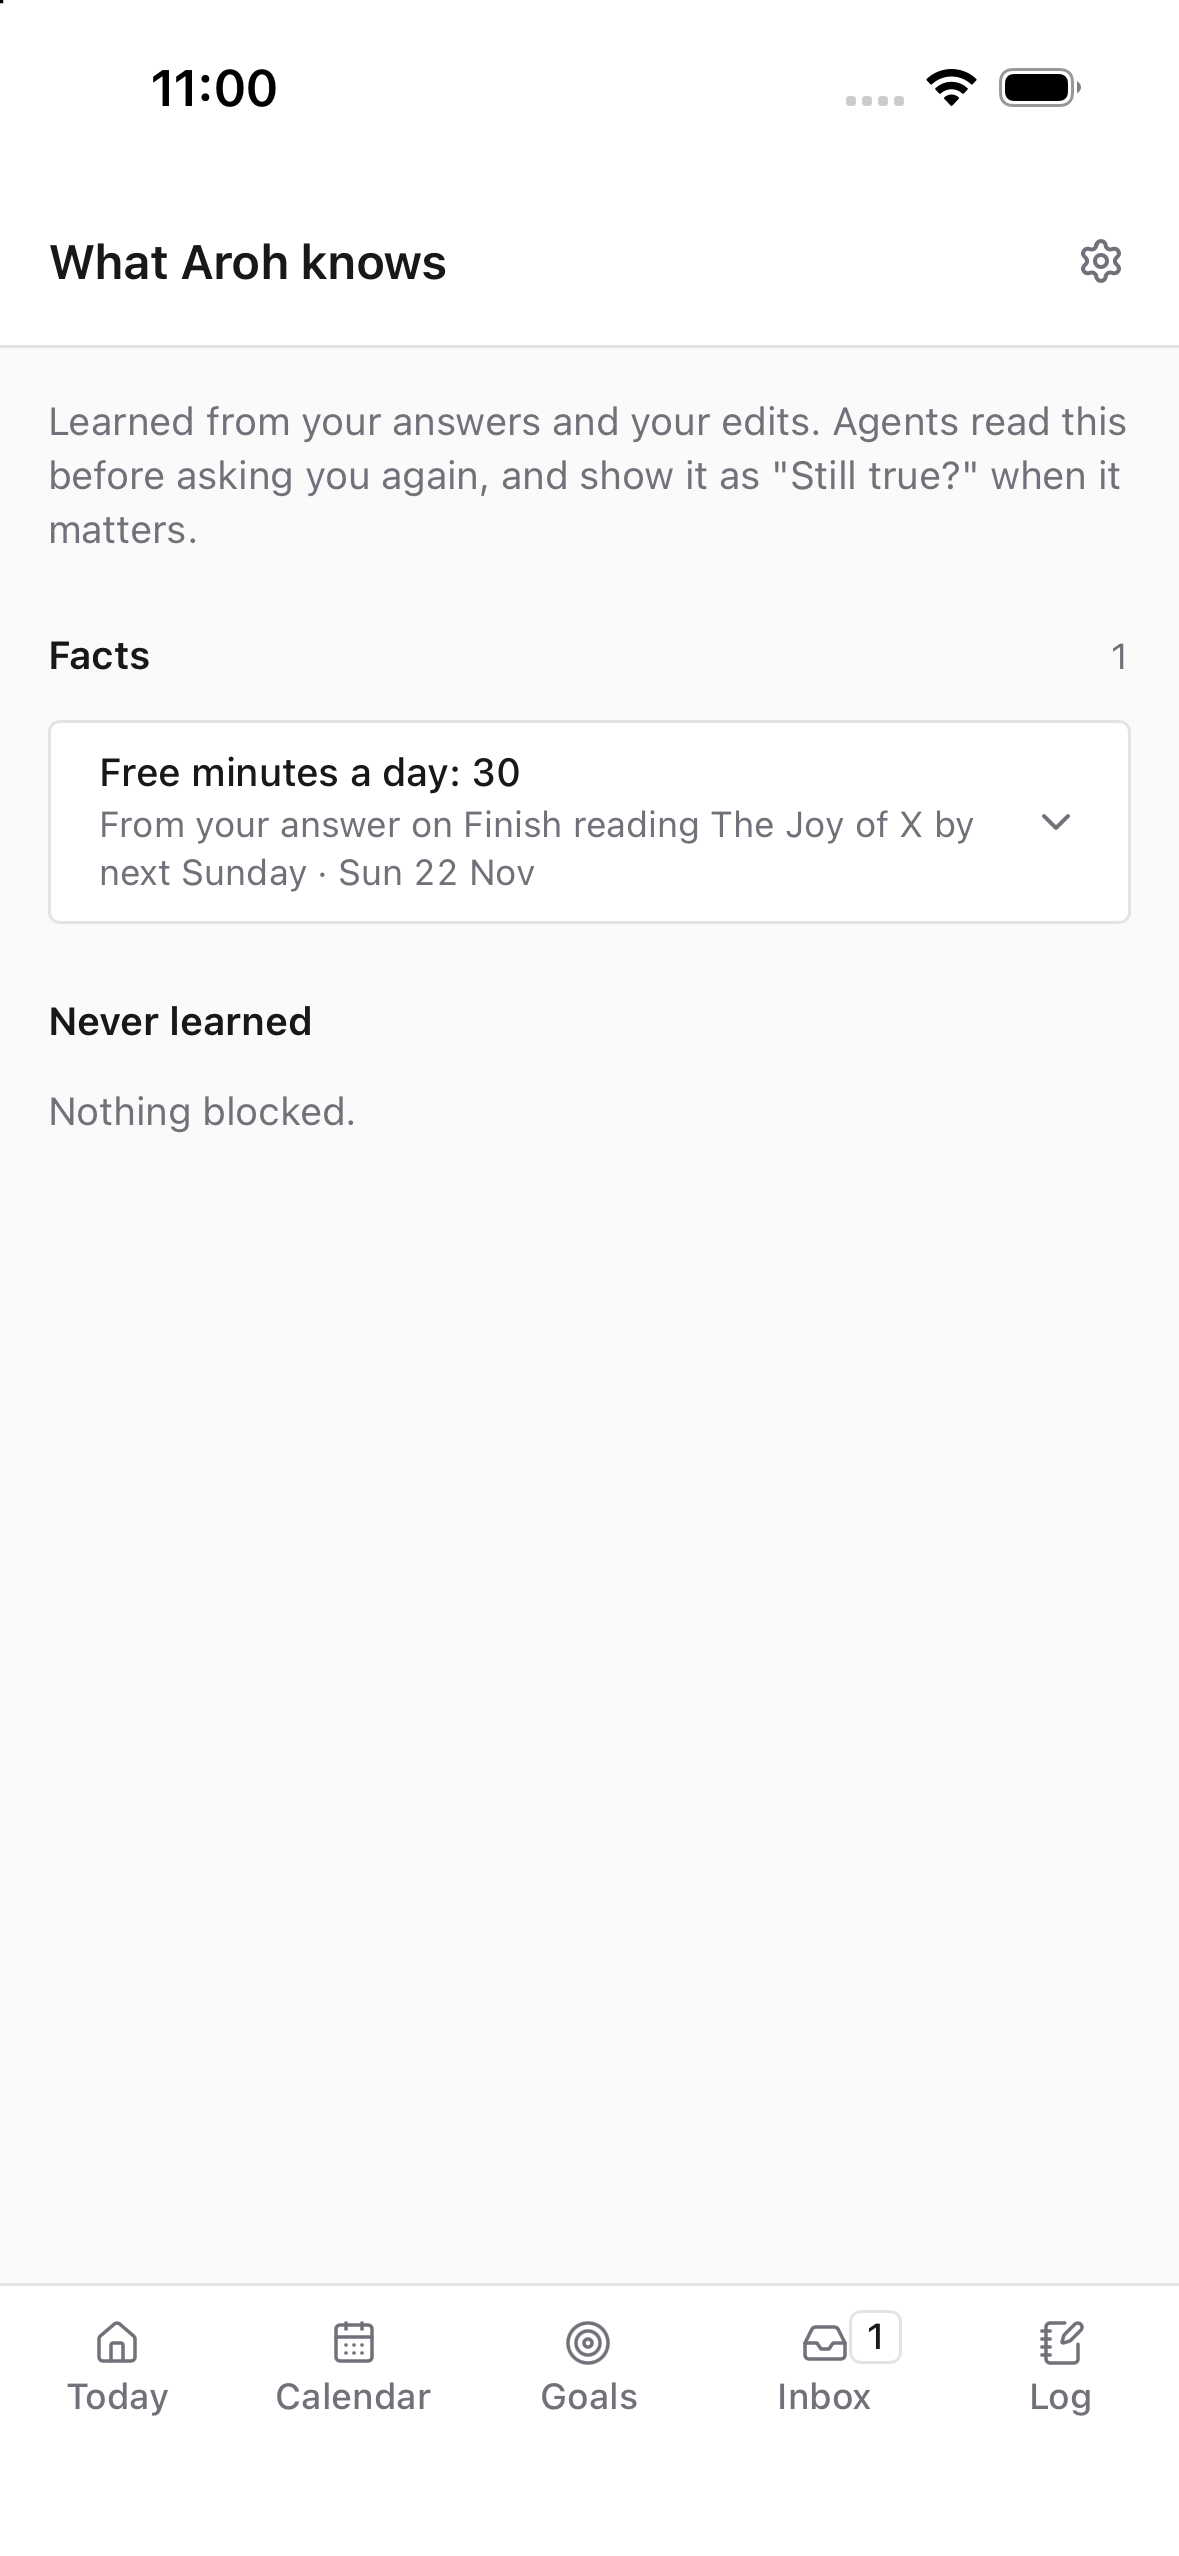 11:00
What Aroh knows
Learned from your answers and your edits. Agents read this
before asking you again, and show it as "Still true?" when it
matters.
Facts
1
Free minutes a day: 30
From your answer on Finish reading The Joy of X by
next Sunday · Sun 22 Nov
Never learned
Nothing blocked.
1
Today
Calendar
Goals
Inbox
Log